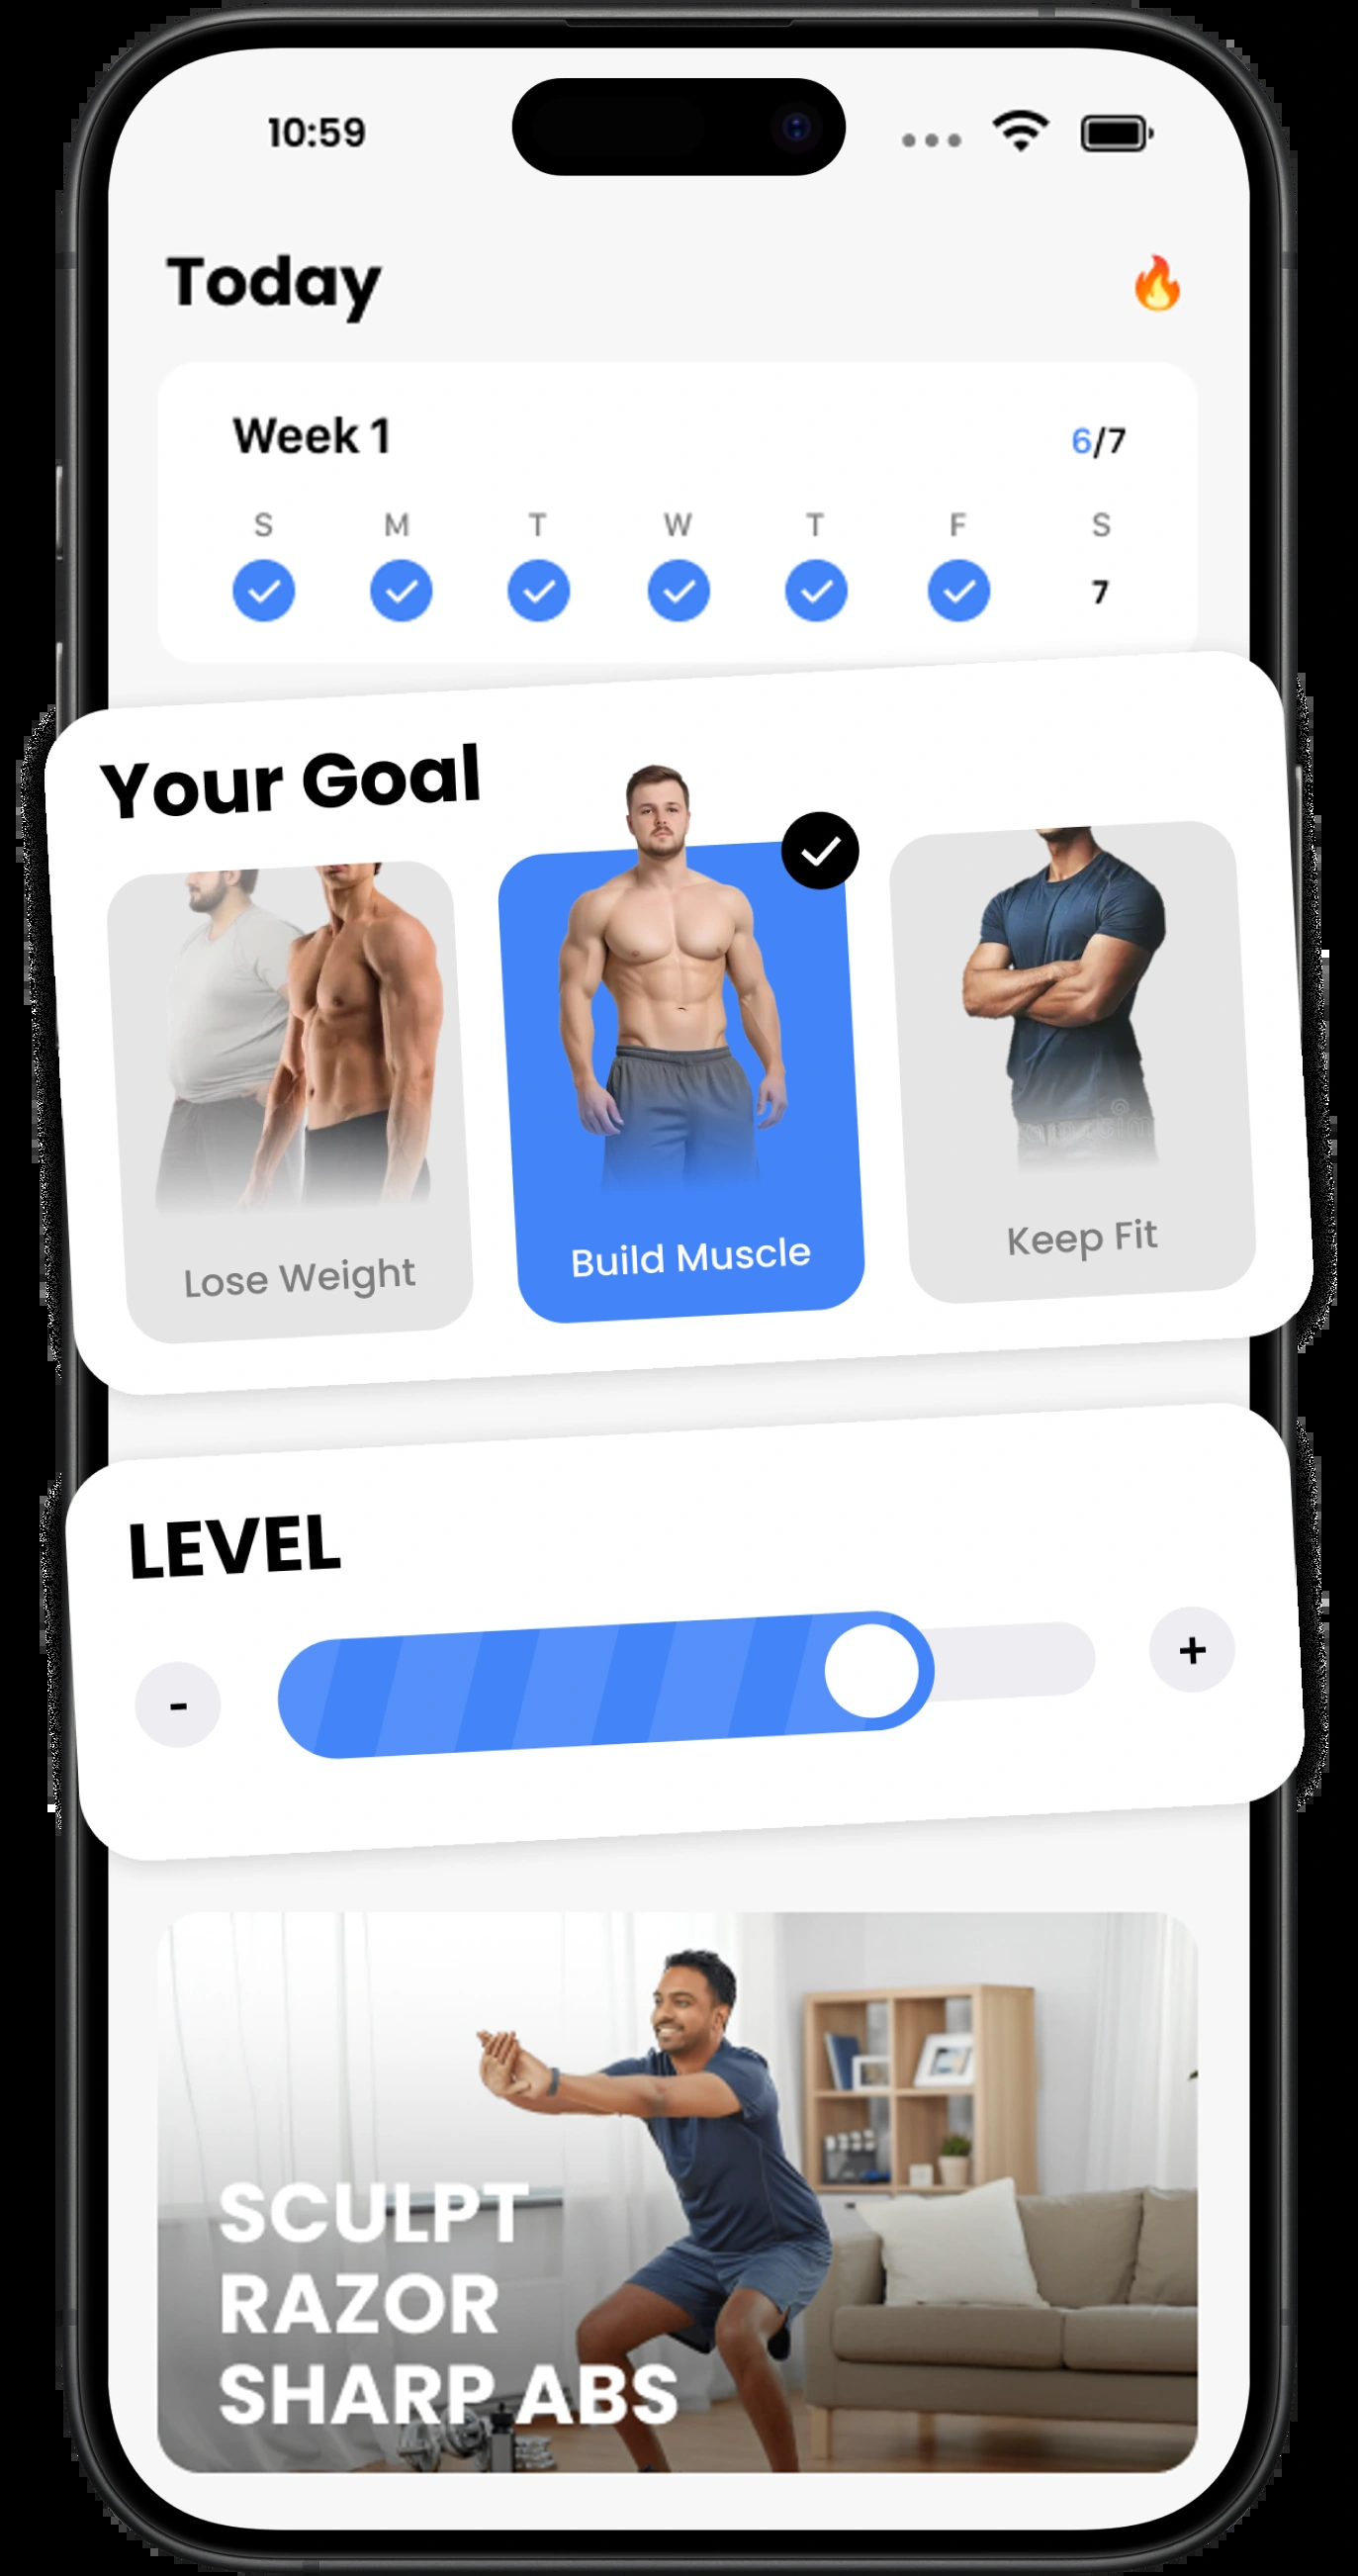 10:59
Today
Week 1 6/7
S M T W T F S
7
Your Goal
Lose Weight
Build Muscle
Keep Fit
LEVEL
- +
SCULPT
RAZOR
SHARP ABS